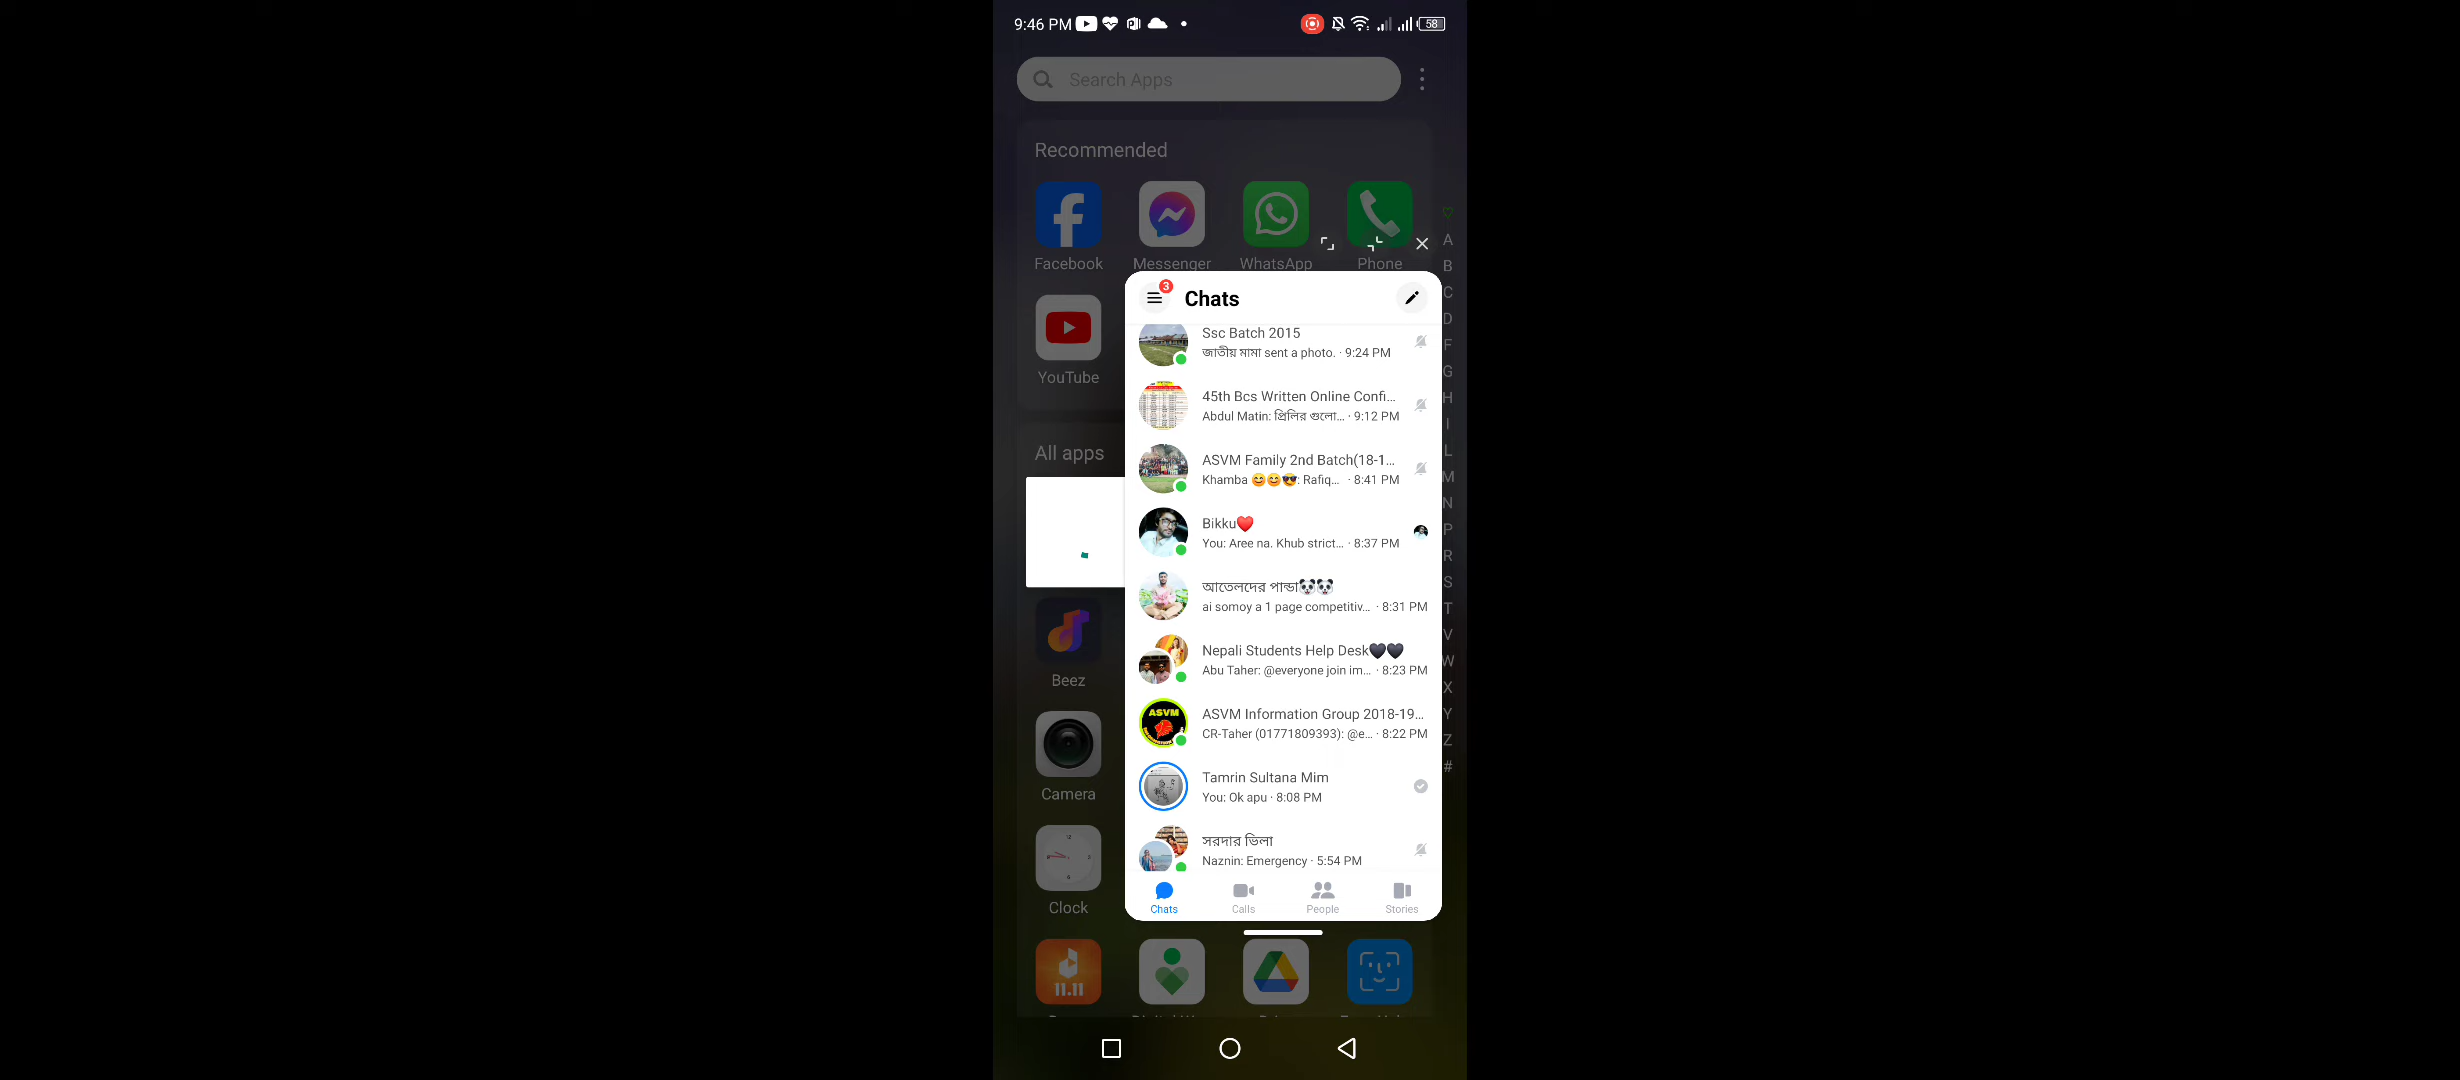 9:46 PM
58
Search Apps
Recommended
Facebook
Messenger
WhatsApp
Phone
YouTube
All apps
3
Chats
Ssc Batch 2015
জাতীয় মামা sent a photo. · 9:24 PM
45th Bcs Written Online Confi...
Abdul Matin: প্রিলির গুলো... · 9:12 PM
ASVM Family 2nd Batch(18-1...
Khamba 😊😊😎: Rafiq... · 8:41 PM
Bikku♥️
You: Aree na. Khub strict... · 8:37 PM
আতেলদের পান্ডা🐼🐼
ai somoy a 1 page competitiv... · 8:31 PM
Nepali Students Help Desk🖤🖤
Abu Taher: @everyone join im... · 8:23 PM
ASVM
ASVM Information Group 2018-19...
CR-Taher (01771809393): @e... · 8:22 PM
Tamrin Sultana Mim
You: Ok apu · 8:08 PM
সরদার ভিলা
Naznin: Emergency · 5:54 PM
Chats
Calls
People
Stories
Beez
Camera
12
6
Clock
11.11
A
B
C
D
F
G
H
I
L
M
N
P
R
S
T
V
W
X
Y
Z
#